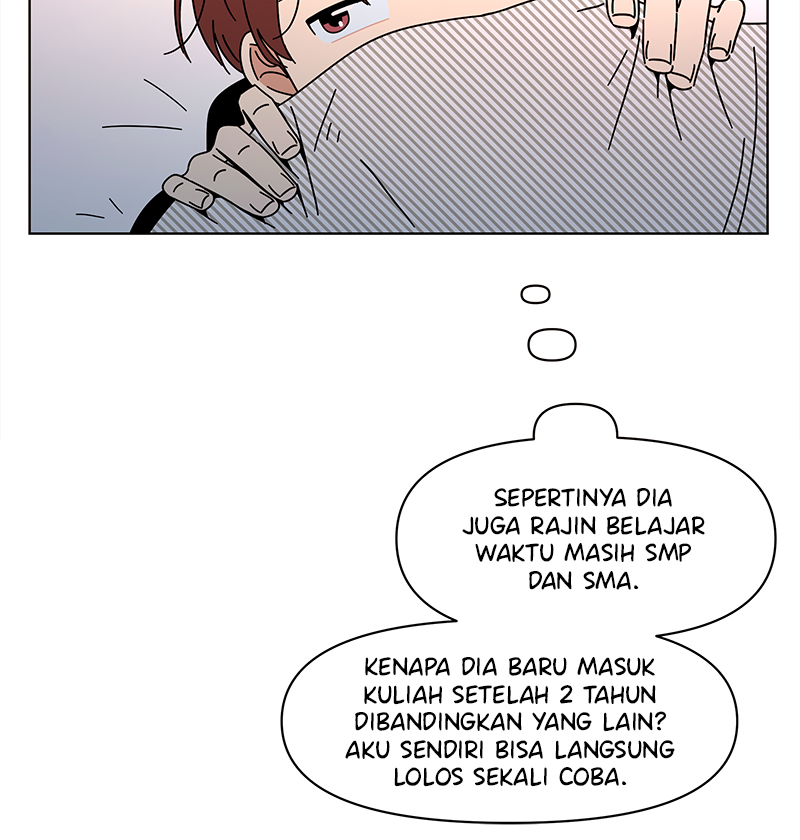 SEPERTINYA DIA
JUGA RAJIN BELAJAR
WAKTU MASIH SMP
DAN SMA.
KENAPA DIA BARU MASUK
KULIAH SETELAH 2 TAHUN
DIBANDINGKAN YANG LAIN?
AKU SENDIRI BISA LANGSUNG
LOLOS SEKALI COBA.